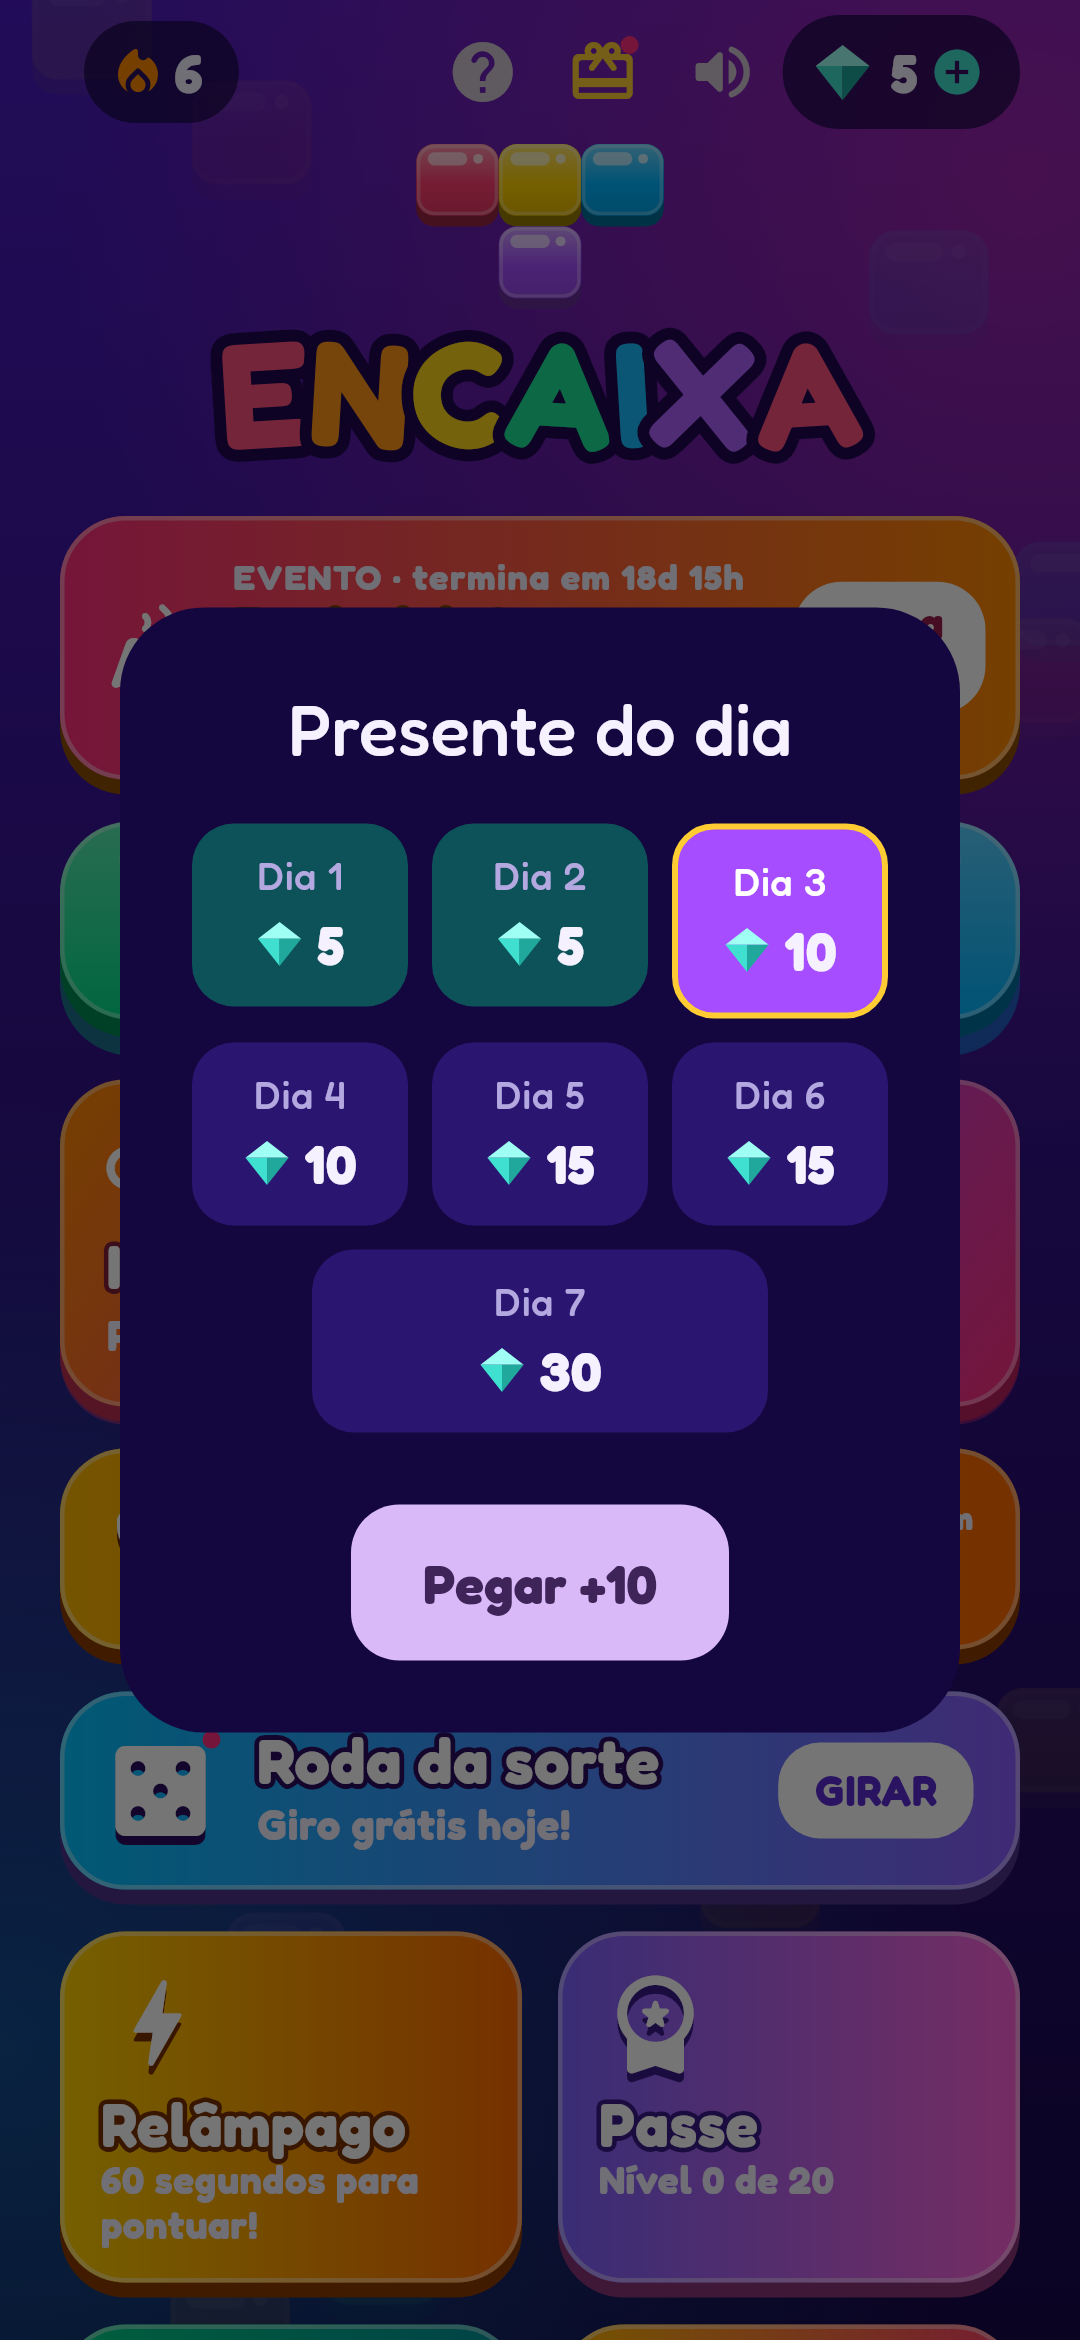 6
5
ENCAIXA
EVENTO · termina em 18d 15h
Presente do dia
Dia 1
5
Dia 2
5
Dia 3
10
Dia 4
10
Dia 5
15
Dia 6
15
Dia 7
30
Pegar +10
Roda da sorte
Giro grátis hoje!
GIRAR
Relâmpago
60 segundos para
pontuar!
Passe
Nível 0 de 20